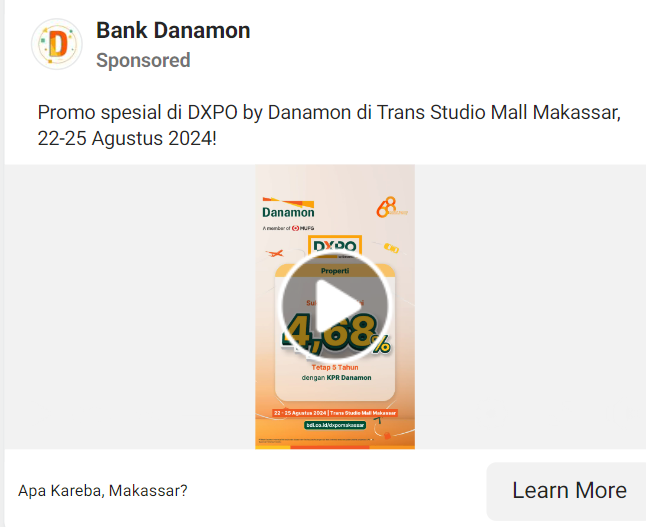 Bank Danamon
Sponsored
Promo spesial di DXPO by Danamon di Trans Studio Mall Makassar,
22-25 Agustus 2024!
Danamon
A member of MUFG
68
DXPO
Properti
4,68%
Tetap 5 Tahun
dengan KPR Danamon
22 - 25 Agustus 2024 | Trans Studio Mall Makassar
bdi.co.id/dxpomakassar
Apa Kareba, Makassar?
Learn More